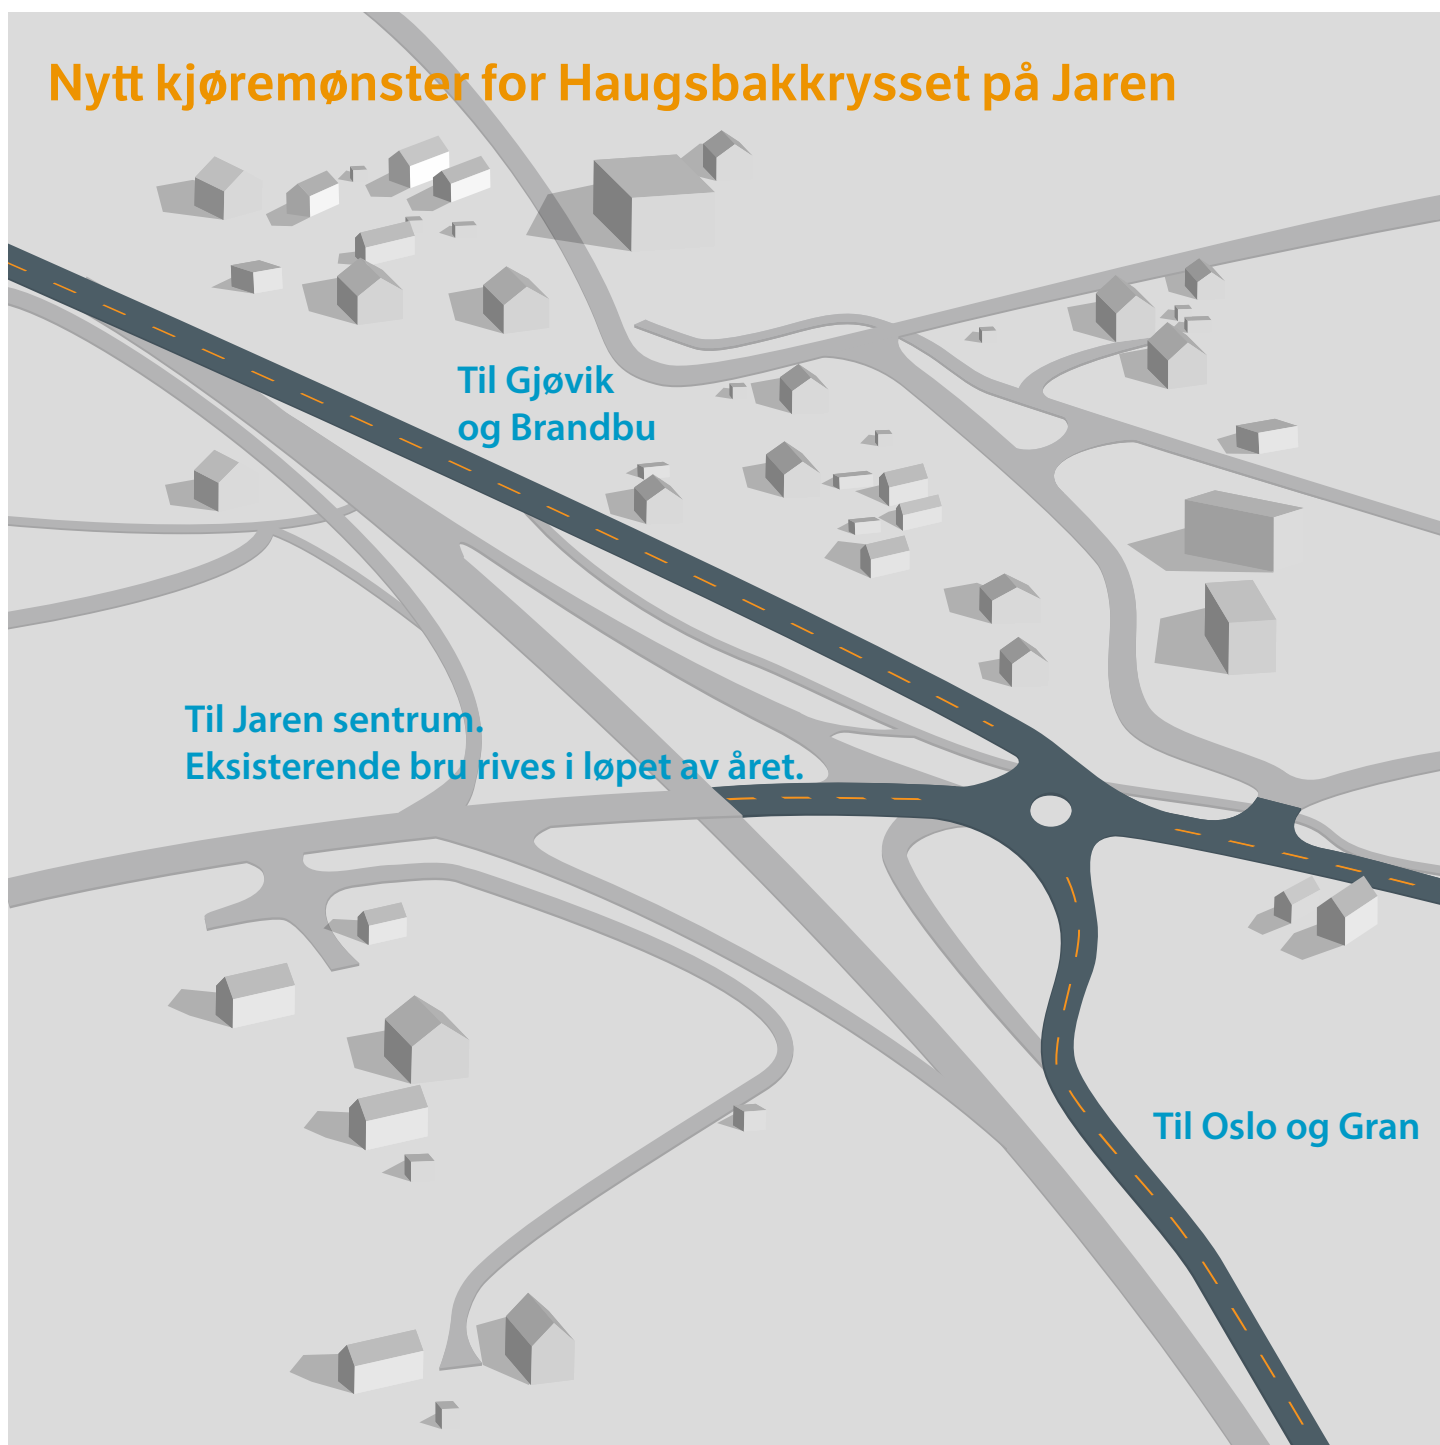 Nytt kjøremønster for Haugsbakkrysset på Jaren
Til Gjøvik
og Brandbu
Til Jaren sentrum.
Eksisterende bru rives i løpet av året.
Til Oslo og Gran